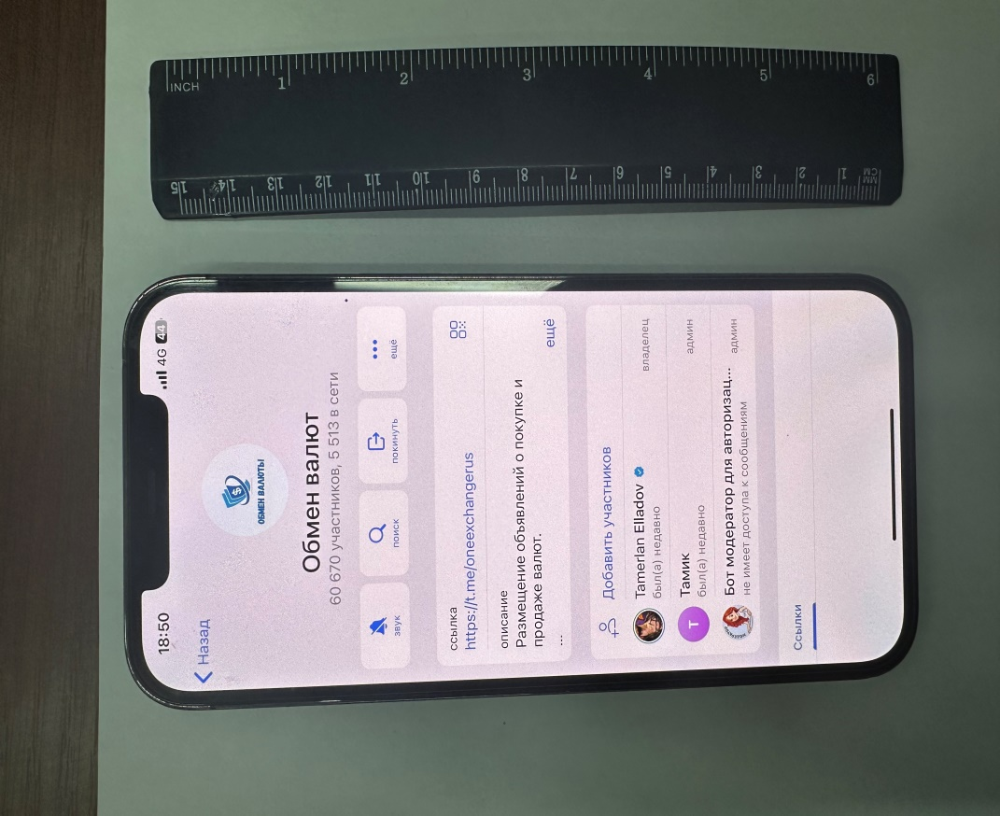 INCH 1 2 3 4 5 6
15 14 13 12 11 10 9 8 7 6 5 4 3 2 1 MM
CM
18:50 4G 44
Назад
ОБМЕН ВАЛЮТЫ
Обмен валют
60 670 участников, 5 513 в сети
звук поиск покинуть ещё
ссылка
https://t.me/oneexchangerus
описание
Размещение объявлений о покупке и
продаже валют.
... ещё
Добавить участников
Tamerlan Elladov владелец
был(а) недавно
Т
Тамик админ
был(а) недавно
Бот модератор для авторизац... админ
не имеет доступа к сообщениям
Ссылки